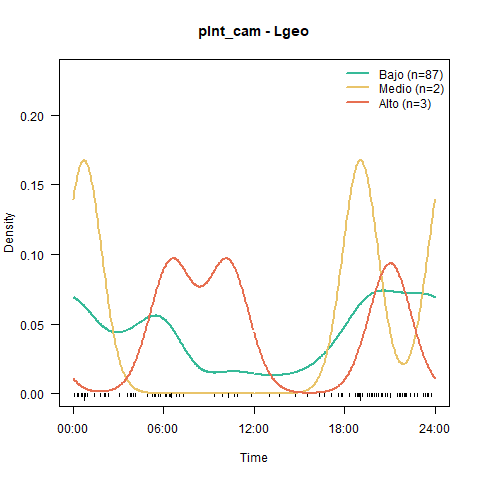 pint_cam - Lgeo
Bajo (n=87)
Medio (n=2)
Alto (n=3)
Density
0.20
0.15
0.10
0.05
0.00
00:00 06:00 12:00 18:00 24:00
Time